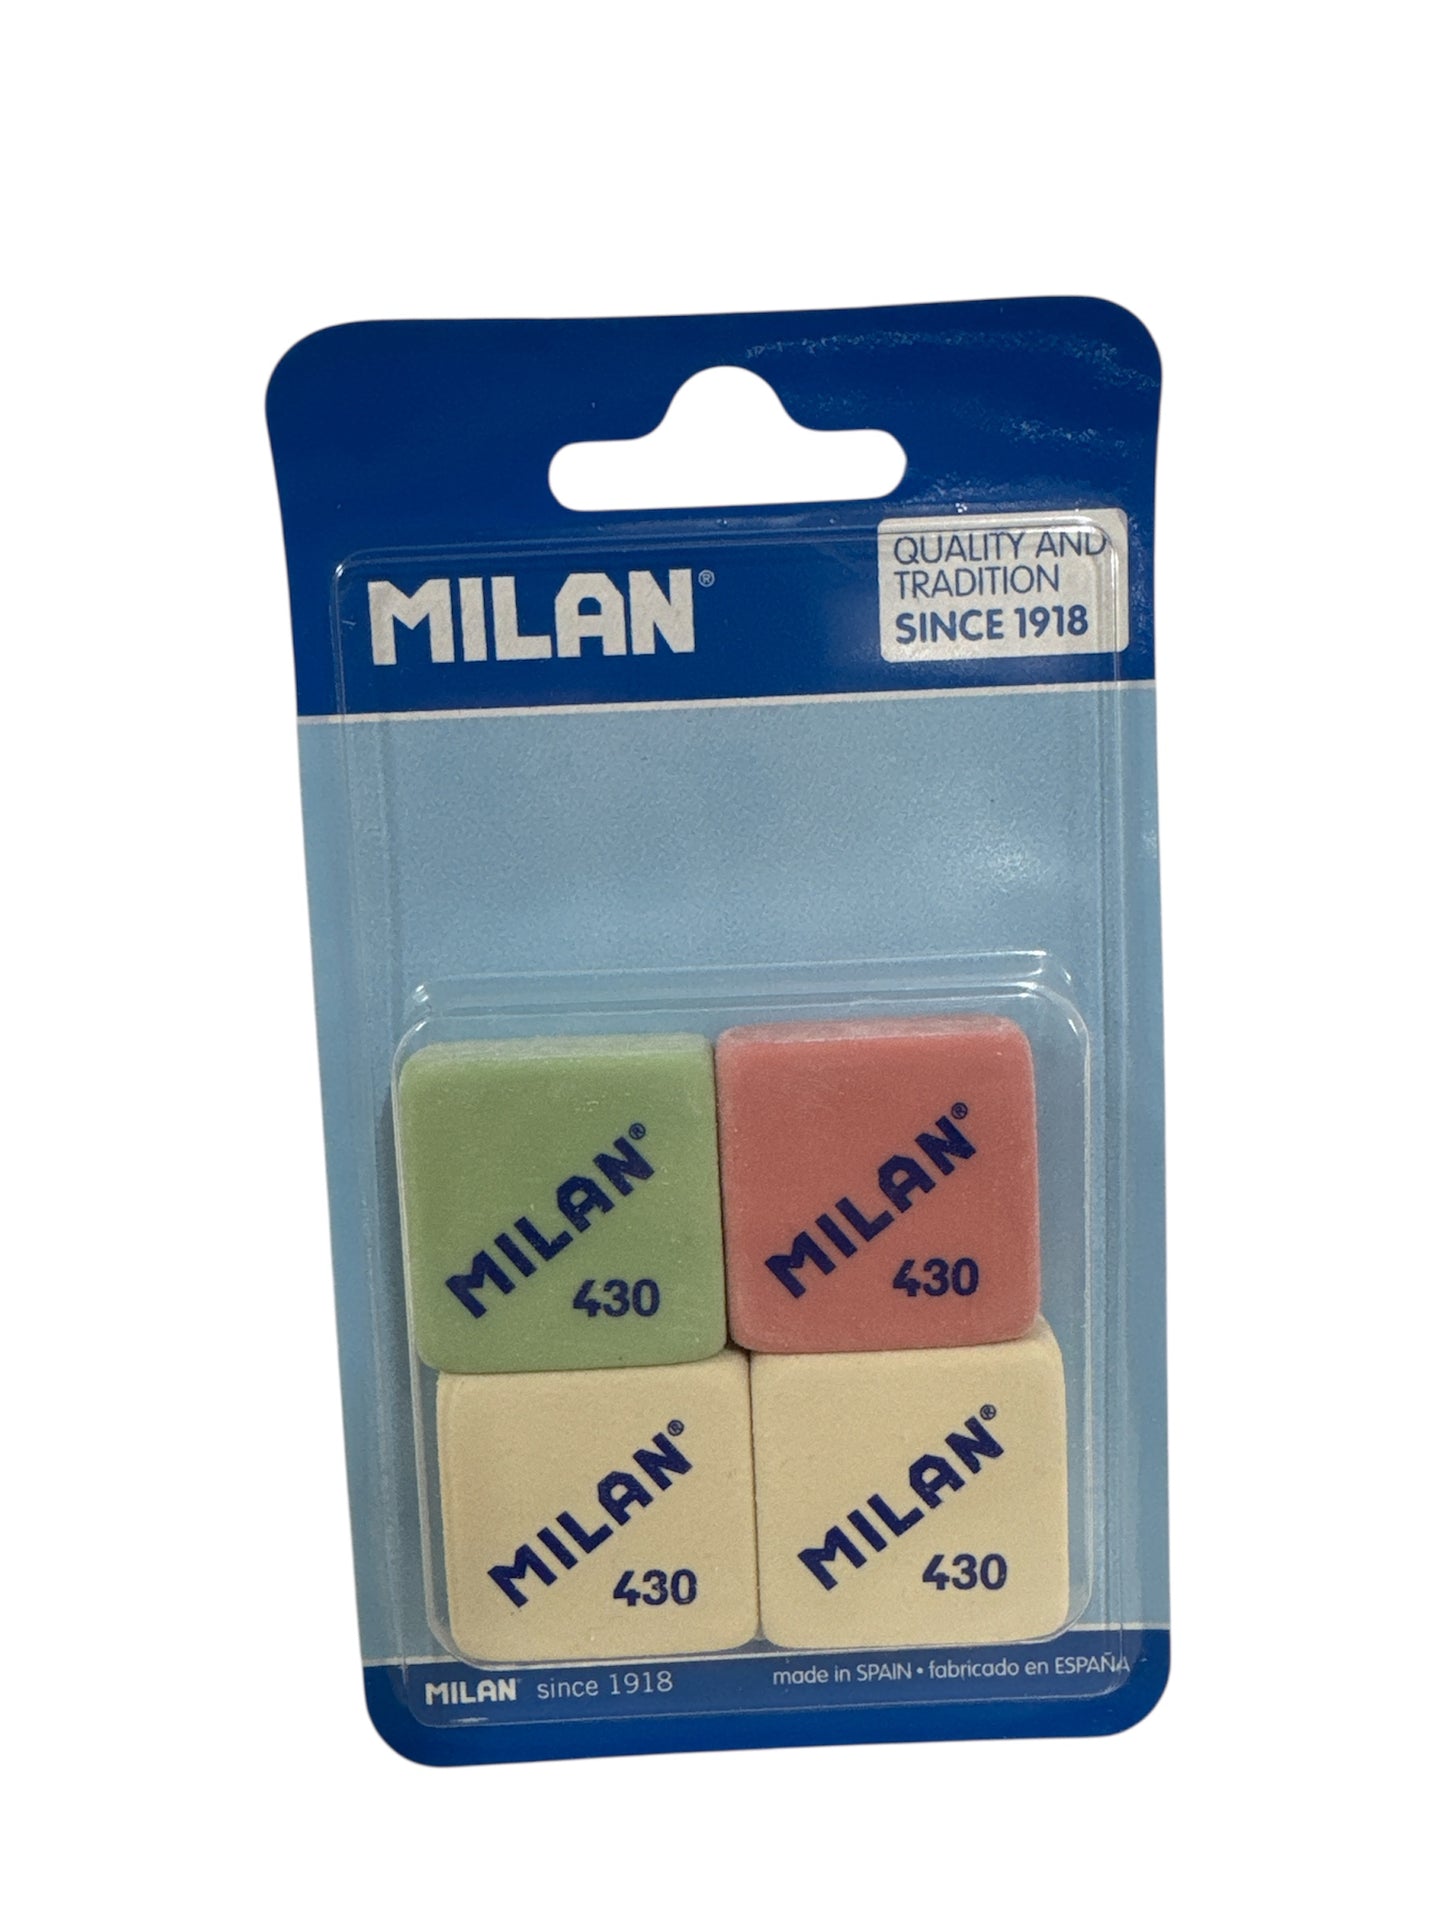 MILAN®
QUALITY AND
TRADITION
SINCE 1918
MILAN®
430
MILAN®
430
MILAN®
430
MILAN®
430
MILAN since 1918
made in SPAIN • fabricado en ESPAÑA